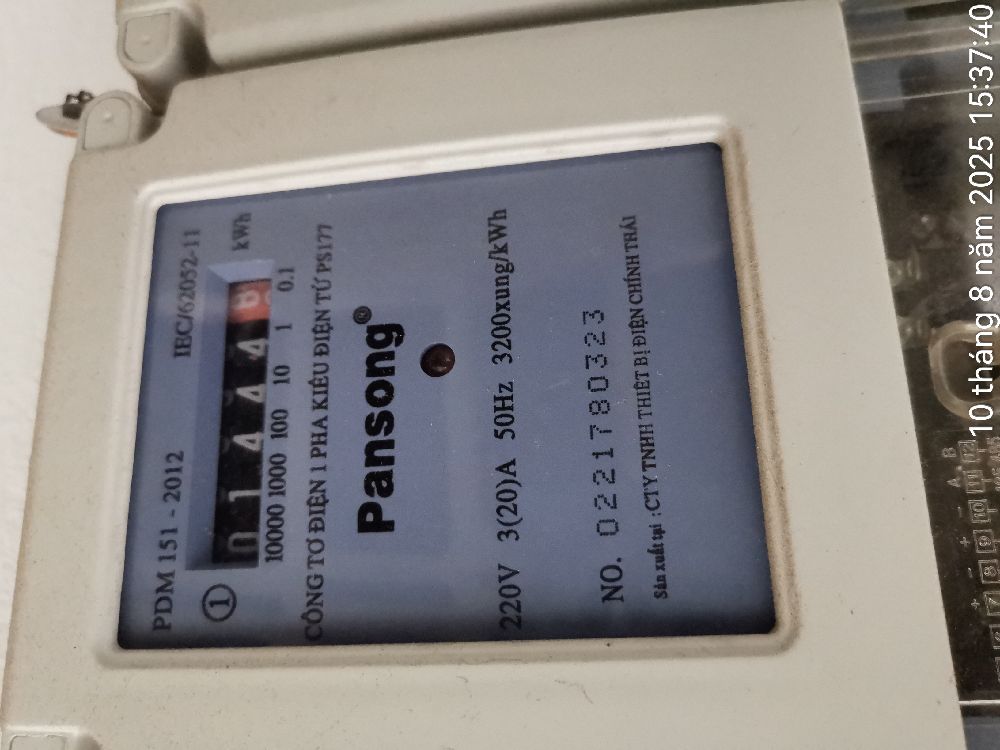 PDM 151 - 2012 IEC/62052-11
① 0 1 4 4 4 kWh
10000 1000 100 10 1 0.1
CÔNG TƠ ĐIỆN 1 PHA KIỂU ĐIỆN TỬ PS177
Pansong®
220V 3(20)A 50Hz 3200xung/kWh
NO. 0221780323
Sản xuất tại : CTY TNHH THIẾT BỊ ĐIỆN CHÍNH THÁI
10 tháng 8 năm 2025 15:37:40